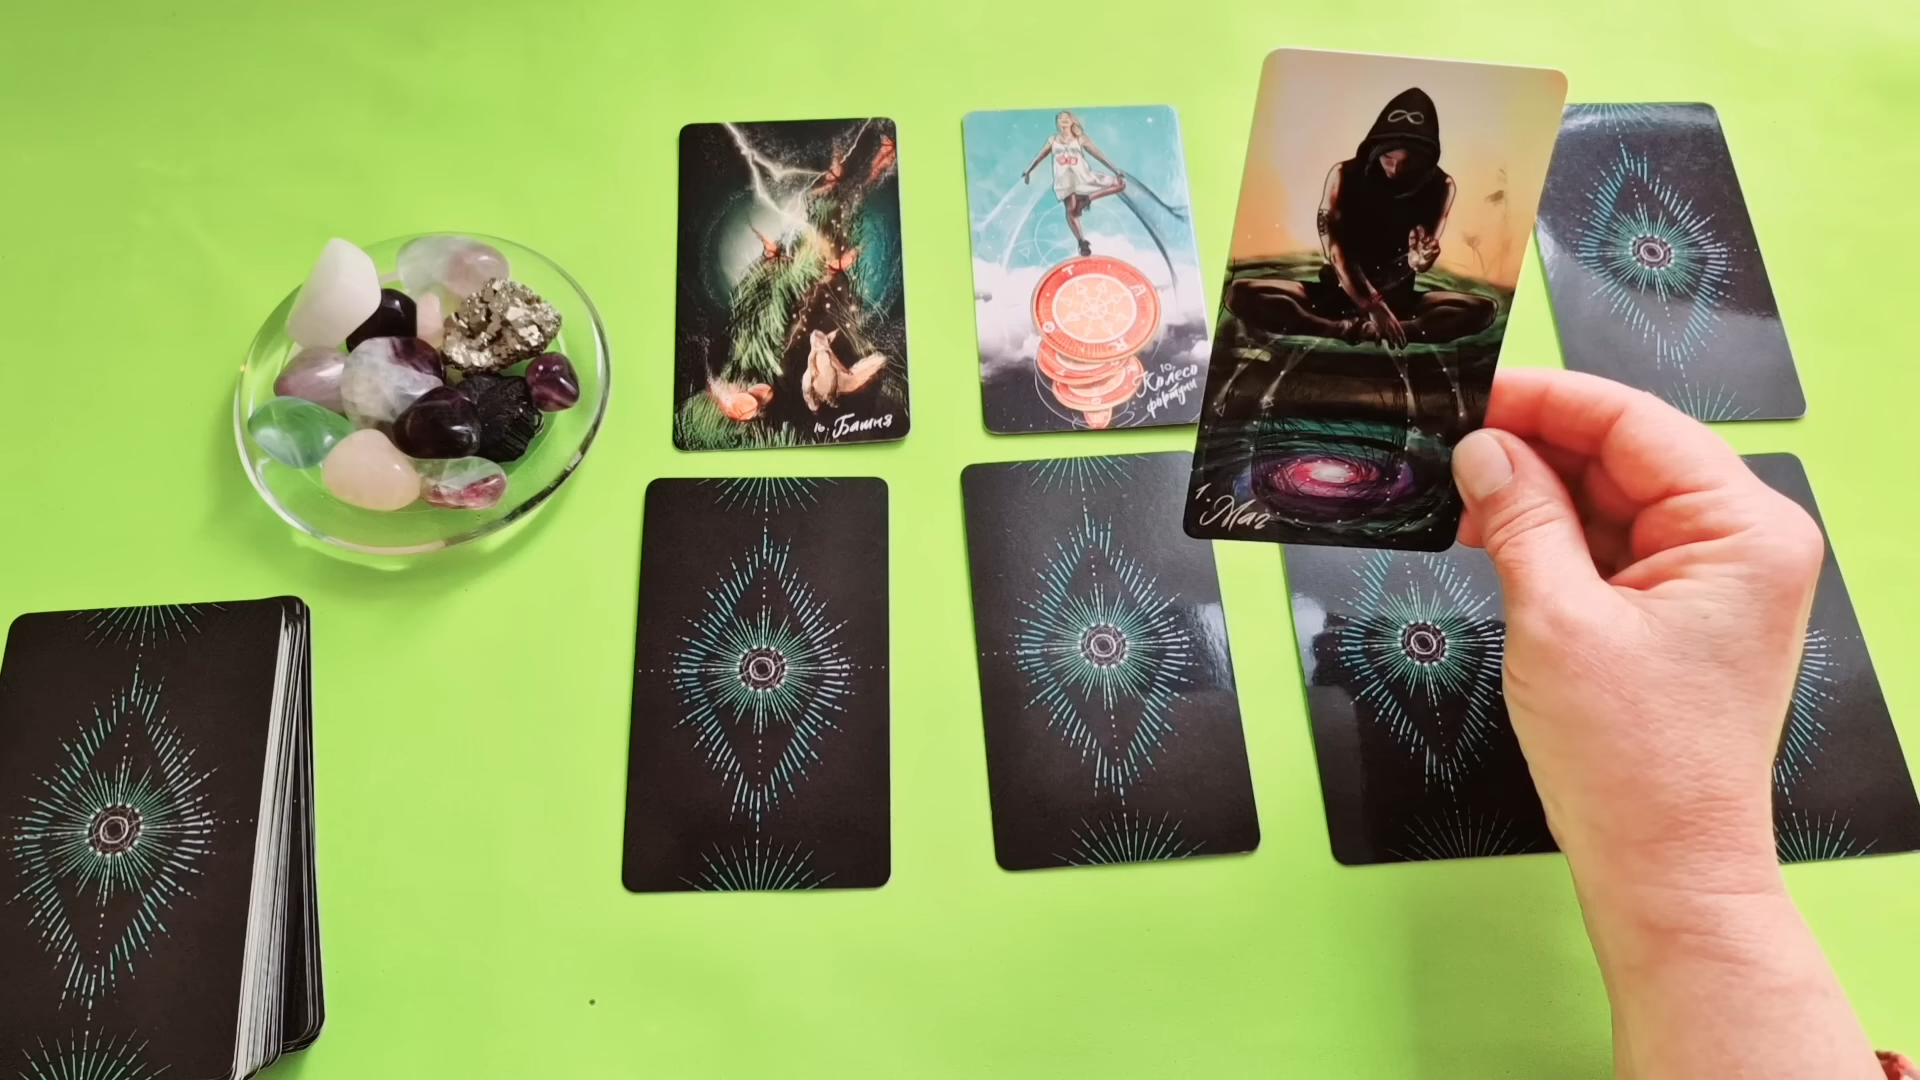 16. Башня
10.
Колесо
фортуны
1. Маг
T
A
R
O